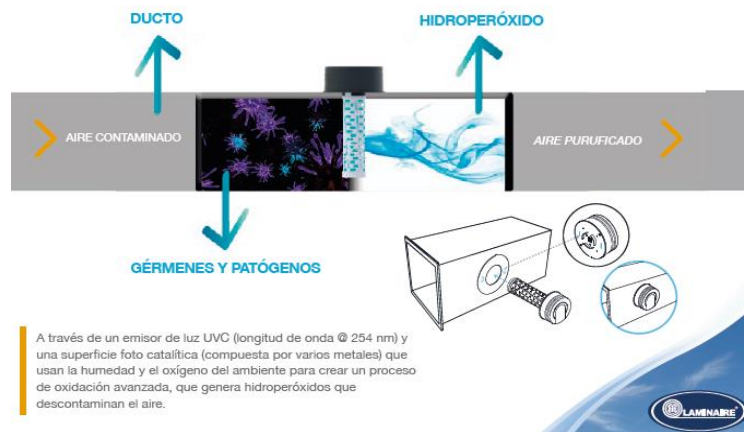 DUCTO
HIDROPERÓXIDO
AIRE CONTAMINADO
AIRE PURUFICADO
GÉRMENES Y PATÓGENOS
A través de un emisor de luz UVC (longitud de onda @ 254 nm) y
una superficie foto catalítica (compuesta por varios metales) que
usan la humedad y el oxígeno del ambiente para crear un proceso
de oxidación avanzada, que genera hidroperóxidos que
descontaminan el aire.
LAMINAIRE